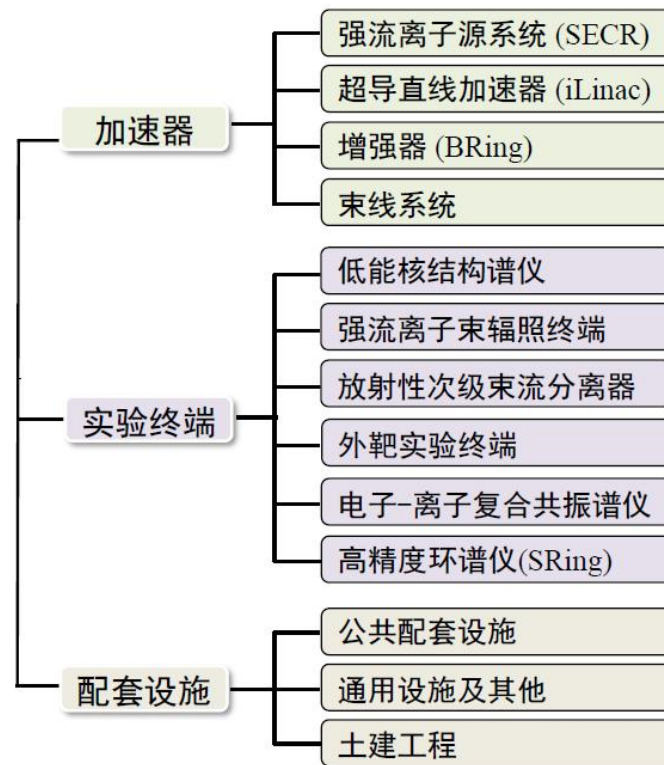 加速器
强流离子源系统 (SECR)
超导直线加速器 (iLinac)
增强器 (BRing)
束线系统
实验终端
低能核结构谱仪
强流离子束辐照终端
放射性次级束流分离器
外靶实验终端
电子-离子复合共振谱仪
高精度环谱仪(SRing)
配套设施
公共配套设施
通用设施及其他
土建工程